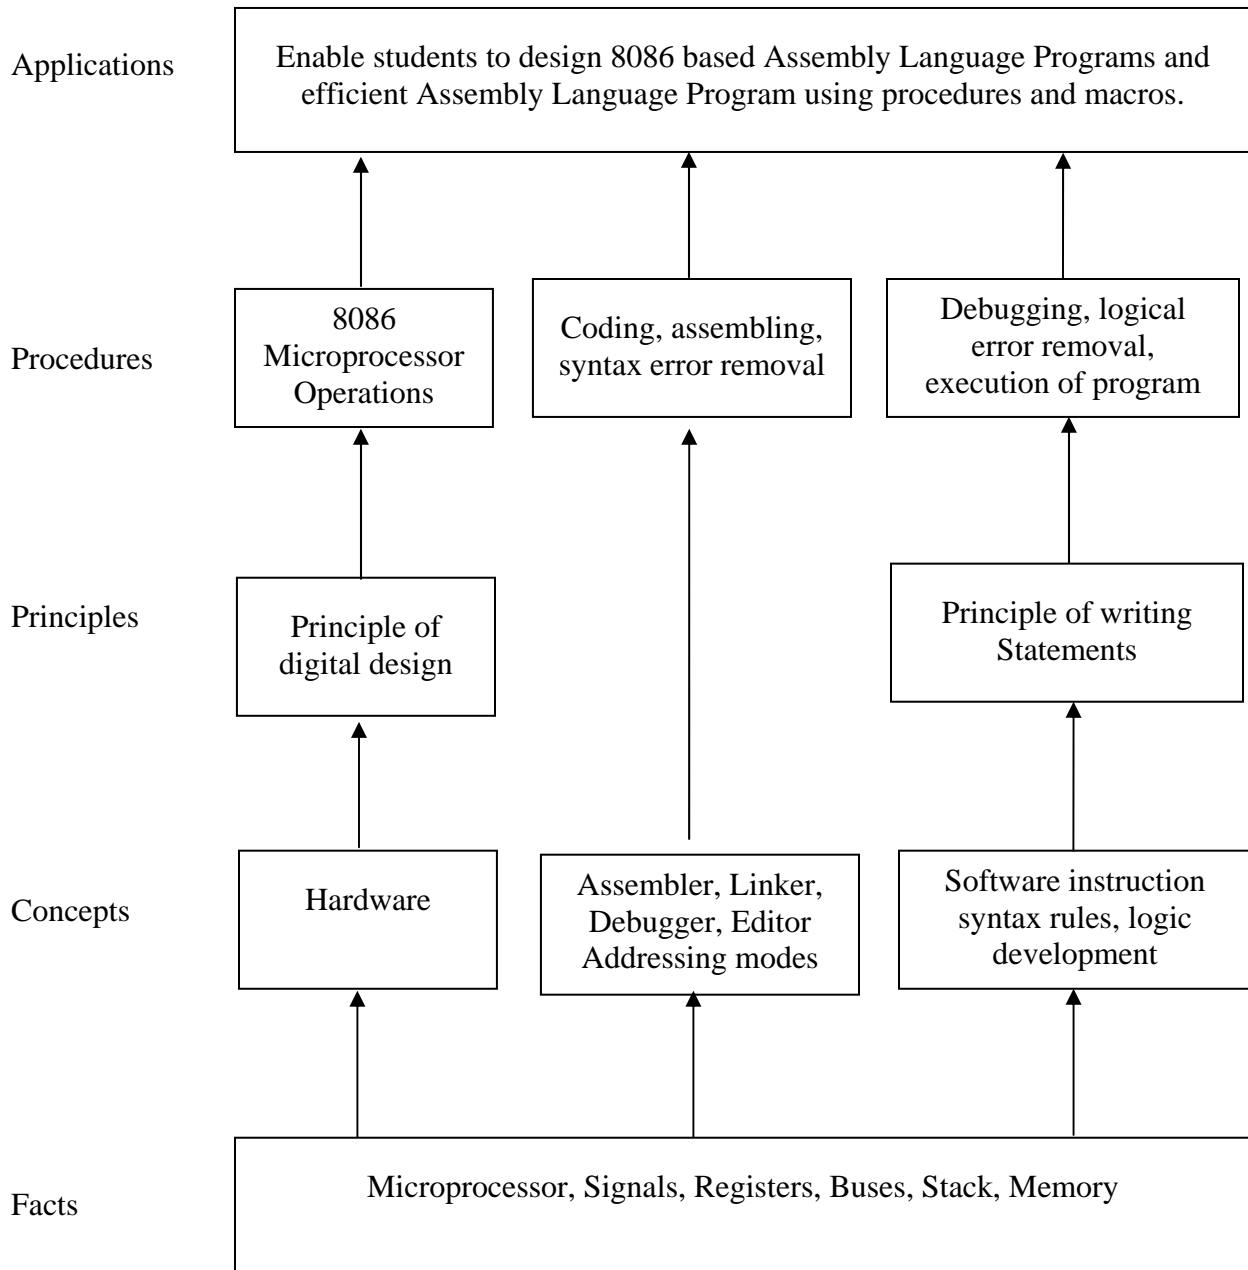 Applications
Enable students to design 8086 based Assembly Language Programs and
efficient Assembly Language Program using procedures and macros.
Procedures
8086
Microprocessor
Operations
Coding, assembling,
syntax error removal
Debugging, logical
error removal,
execution of program
Principles
Principle of
digital design
Principle of writing
Statements
Concepts
Hardware
Assembler, Linker,
Debugger, Editor
Addressing modes
Software instruction
syntax rules, logic
development
Facts
Microprocessor, Signals, Registers, Buses, Stack, Memory